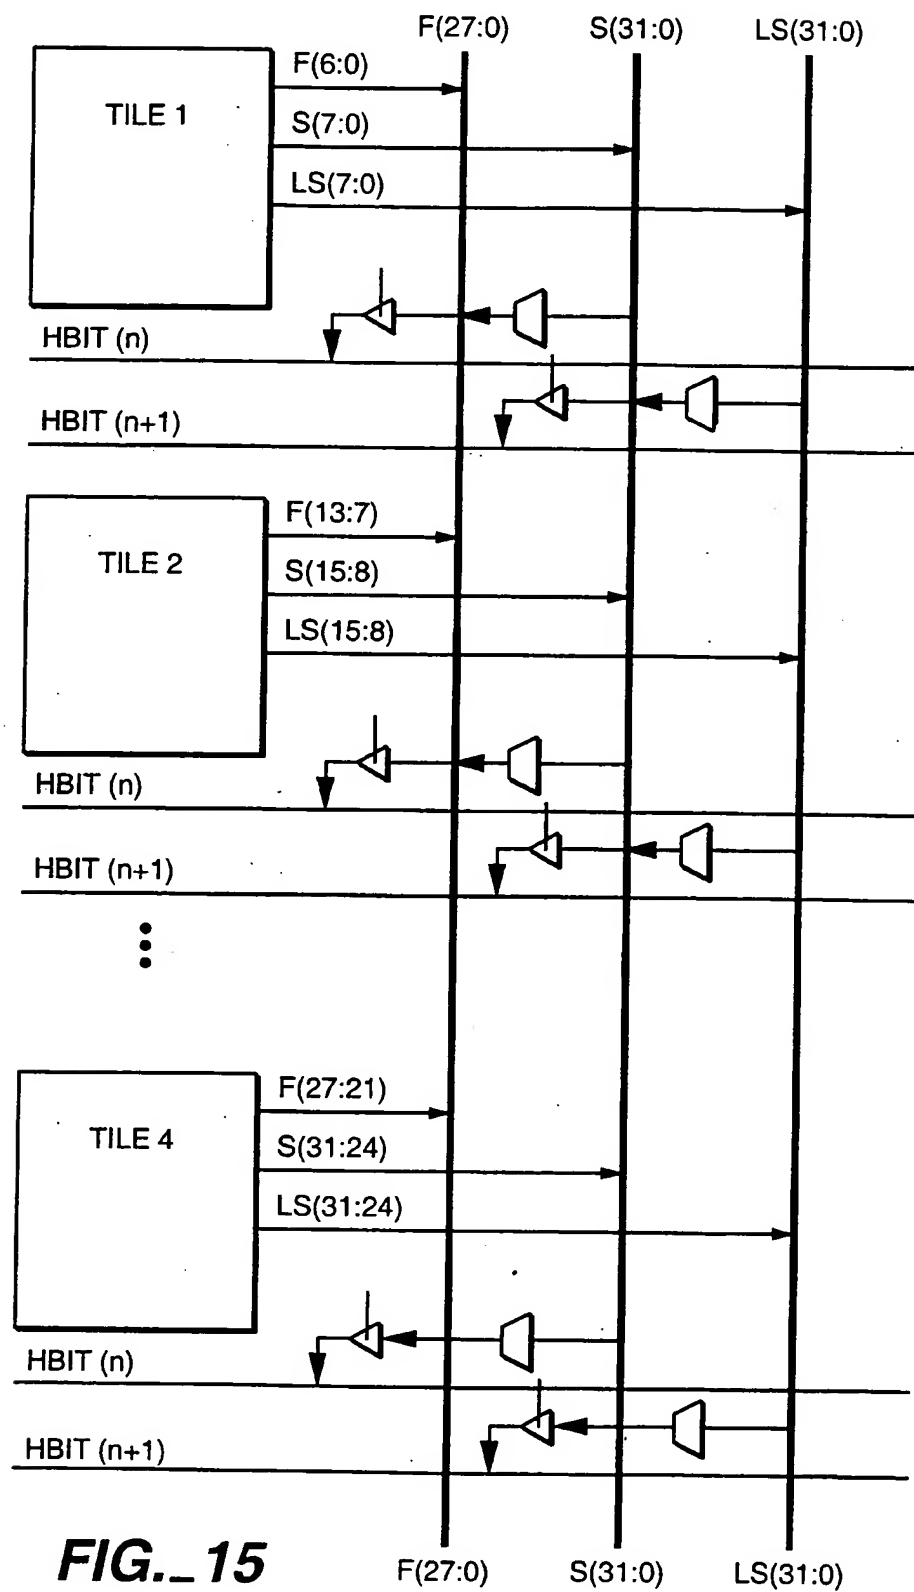 F(27:0) S(31:0) LS(31:0)
F(6:0)
TILE 1
S(7:0)
LS(7:0)
HBIT (n)
HBIT (n+1)
F(13:7)
TILE 2
S(15:8)
LS(15:8)
HBIT (n)
HBIT (n+1)
F(27:21)
TILE 4
S(31:24)
LS(31:24)
HBIT (n)
HBIT (n+1)
FIG._15
F(27:0) S(31:0) LS(31:0)